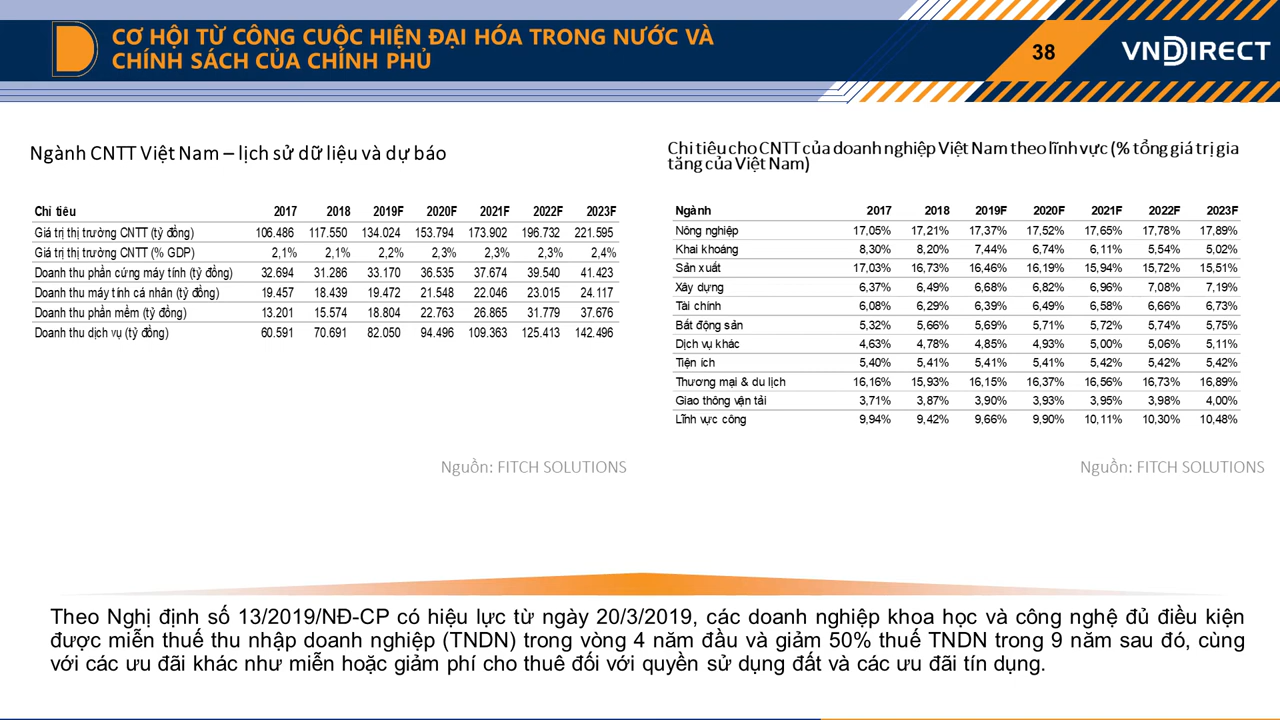 CƠ HỘI TỪ CÔNG CUỘC HIỆN ĐẠI HÓA TRONG NƯỚC VÀ
CHÍNH SÁCH CỦA CHÍNH PHỦ
38
VNDIRECT
Ngành CNTT Việt Nam – lịch sử dữ liệu và dự báo
Chỉ tiêu 2017 2018 2019F 2020F 2021F 2022F 2023F
Giá trị thị trường CNTT (tỷ đồng) 106.486 117.550 134.024 153.794 173.902 196.732 221.595
Giá trị thị trường CNTT (% GDP) 2,1% 2,1% 2,2% 2,3% 2,3% 2,3% 2,4%
Doanh thu phần cứng máy tính (tỷ đồng) 32.694 31.286 33.170 36.535 37.674 39.540 41.423
Doanh thu máy tính cá nhân (tỷ đồng) 19.457 18.439 19.472 21.548 22.046 23.015 24.117
Doanh thu phần mềm (tỷ đồng) 13.201 15.574 18.804 22.763 26.865 31.779 37.676
Doanh thu dịch vụ (tỷ đồng) 60.591 70.691 82.050 94.496 109.363 125.413 142.496
Nguồn: FITCH SOLUTIONS
Chi tiêu cho CNTT của doanh nghiệp Việt Nam theo lĩnh vực (% tổng giá trị gia
tăng của Việt Nam)
Ngành 2017 2018 2019F 2020F 2021F 2022F 2023F
Nông nghiệp 17,05% 17,21% 17,37% 17,52% 17,65% 17,78% 17,89%
Khai khoáng 8,30% 8,20% 7,44% 6,74% 6,11% 5,54% 5,02%
Sản xuất 17,03% 16,73% 16,46% 16,19% 15,94% 15,72% 15,51%
Xây dựng 6,37% 6,49% 6,68% 6,82% 6,96% 7,08% 7,19%
Tài chính 6,08% 6,29% 6,39% 6,49% 6,58% 6,66% 6,73%
Bất động sản 5,32% 5,66% 5,69% 5,71% 5,72% 5,74% 5,75%
Dịch vụ khác 4,63% 4,78% 4,85% 4,93% 5,00% 5,06% 5,11%
Tiện ích 5,40% 5,41% 5,41% 5,41% 5,42% 5,42% 5,42%
Thương mại & du lịch 16,16% 15,93% 16,15% 16,37% 16,56% 16,73% 16,89%
Giao thông vận tải 3,71% 3,87% 3,90% 3,93% 3,95% 3,98% 4,00%
Lĩnh vực công 9,94% 9,42% 9,66% 9,90% 10,11% 10,30% 10,48%
Nguồn: FITCH SOLUTIONS
Theo Nghị định số 13/2019/NĐ-CP có hiệu lực từ ngày 20/3/2019, các doanh nghiệp khoa học và công nghệ đủ điều kiện
được miễn thuế thu nhập doanh nghiệp (TNDN) trong vòng 4 năm đầu và giảm 50% thuế TNDN trong 9 năm sau đó, cùng
với các ưu đãi khác như miễn hoặc giảm phí cho thuê đối với quyền sử dụng đất và các ưu đãi tín dụng.